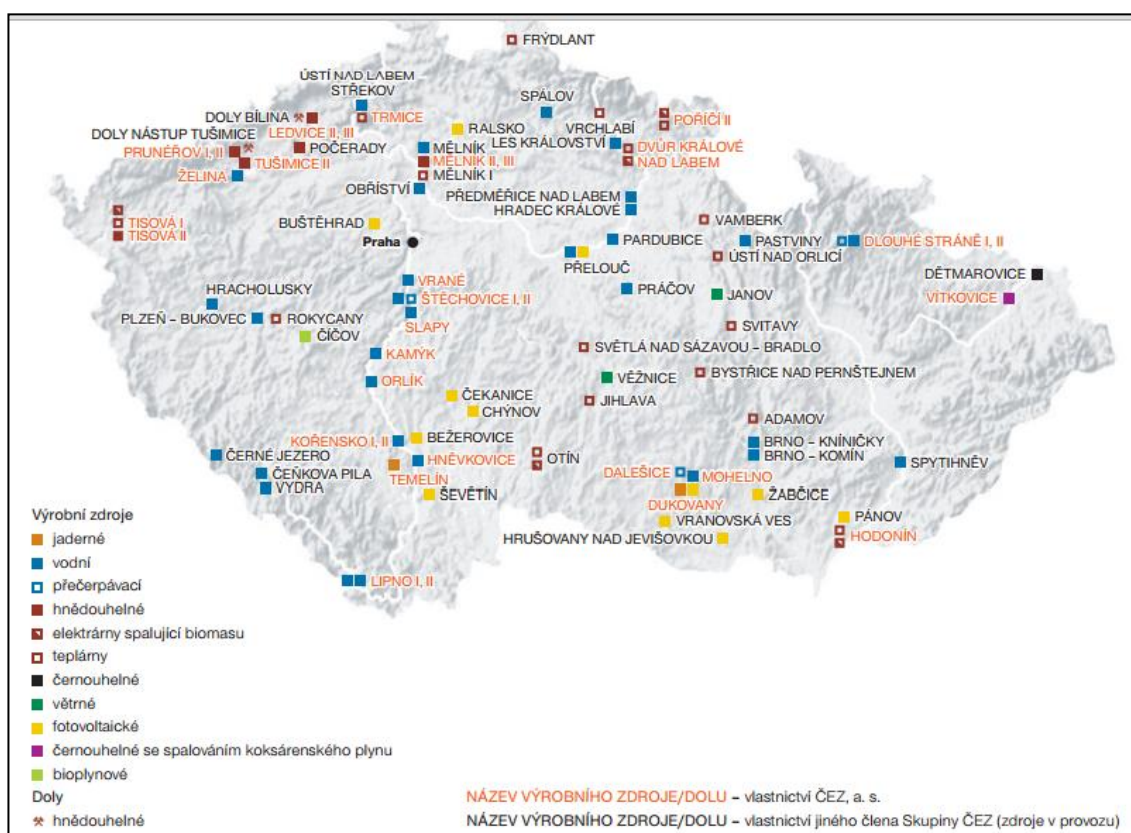 FRÝDLANT
ÚSTÍ NAD LABEM –
STŘEKOV
SPÁLOV
DOLY BÍLINA
TRMICE
RALSKO
VRCHLABÍ
POŘÍČÍ II
LEDVICE II, III
DOLY NÁSTUP TUŠIMICE
POČERADY
MĚLNÍK
LES KRÁLOVSTVÍ
DVŮR KRÁLOVÉ
NAD LABEM
PRUNÉŘOV I, II
TUŠIMICE II
MĚLNÍK II, III
MĚLNÍK I
ŽELINA
OBŘÍSTVÍ
PŘEDMĚŘICE NAD LABEM
HRADEC KRÁLOVÉ
TISOVÁ I
TISOVÁ II
BUŠTĚHRAD
VAMBERK
Praha
PARDUBICE
PASTVINY
DLOUHÉ STRÁNĚ I, II
PŘELOUČ
ÚSTÍ NAD ORLICÍ
DĚTMAROVICE
VRANÉ
PRÁČOV
JANOV
VÍTKOVICE
HRACHOLUSKY
ŠTĚCHOVICE I, II
SLAPY
PLZEŇ – BUKOVEC
ROKYCANY
ČÍČOV
SVITAVY
SVĚTLÁ NAD SÁZAVOU – BRADLO
KAMÝK
ORLÍK
VĚŽNICE
BYSTŘICE NAD PERNŠTEJNEM
ČEKANICE
CHÝNOV
JIHLAVA
ADAMOV
KOŘENSKO I, II
BEŽEROVICE
BRNO – KNÍNIČKY
BRNO – KOMÍN
ČERNÉ JEZERO
HNĚVKOVICE
OTÍN
SPYTIHNĚV
ČEŇKOVA PILA
VYDRA
TEMELÍN
DALEŠICE
MOHELNO
ŠEVĚTÍN
DUKOVANY
ŽABČICE
VRANOVSKÁ VES
PÁNOV
HRUŠOVANY NAD JEVIŠOVKOU
HODONÍN
LIPNO I, II
Výrobní zdroje
jaderné
vodní
přečerpávací
hnědouhelné
elektrárny spalující biomasu
teplárny
černouhelné
větrné
fotovoltaické
černouhelné se spalováním koksárenského plynu
bioplynové
Doly
hnědouhelné
NÁZEV VÝROBNÍHO ZDROJE/DOLU – vlastnictví ČEZ, a. s.
NÁZEV VÝROBNÍHO ZDROJE/DOLU – vlastnictví jiného člena Skupiny ČEZ (zdroje v provozu)